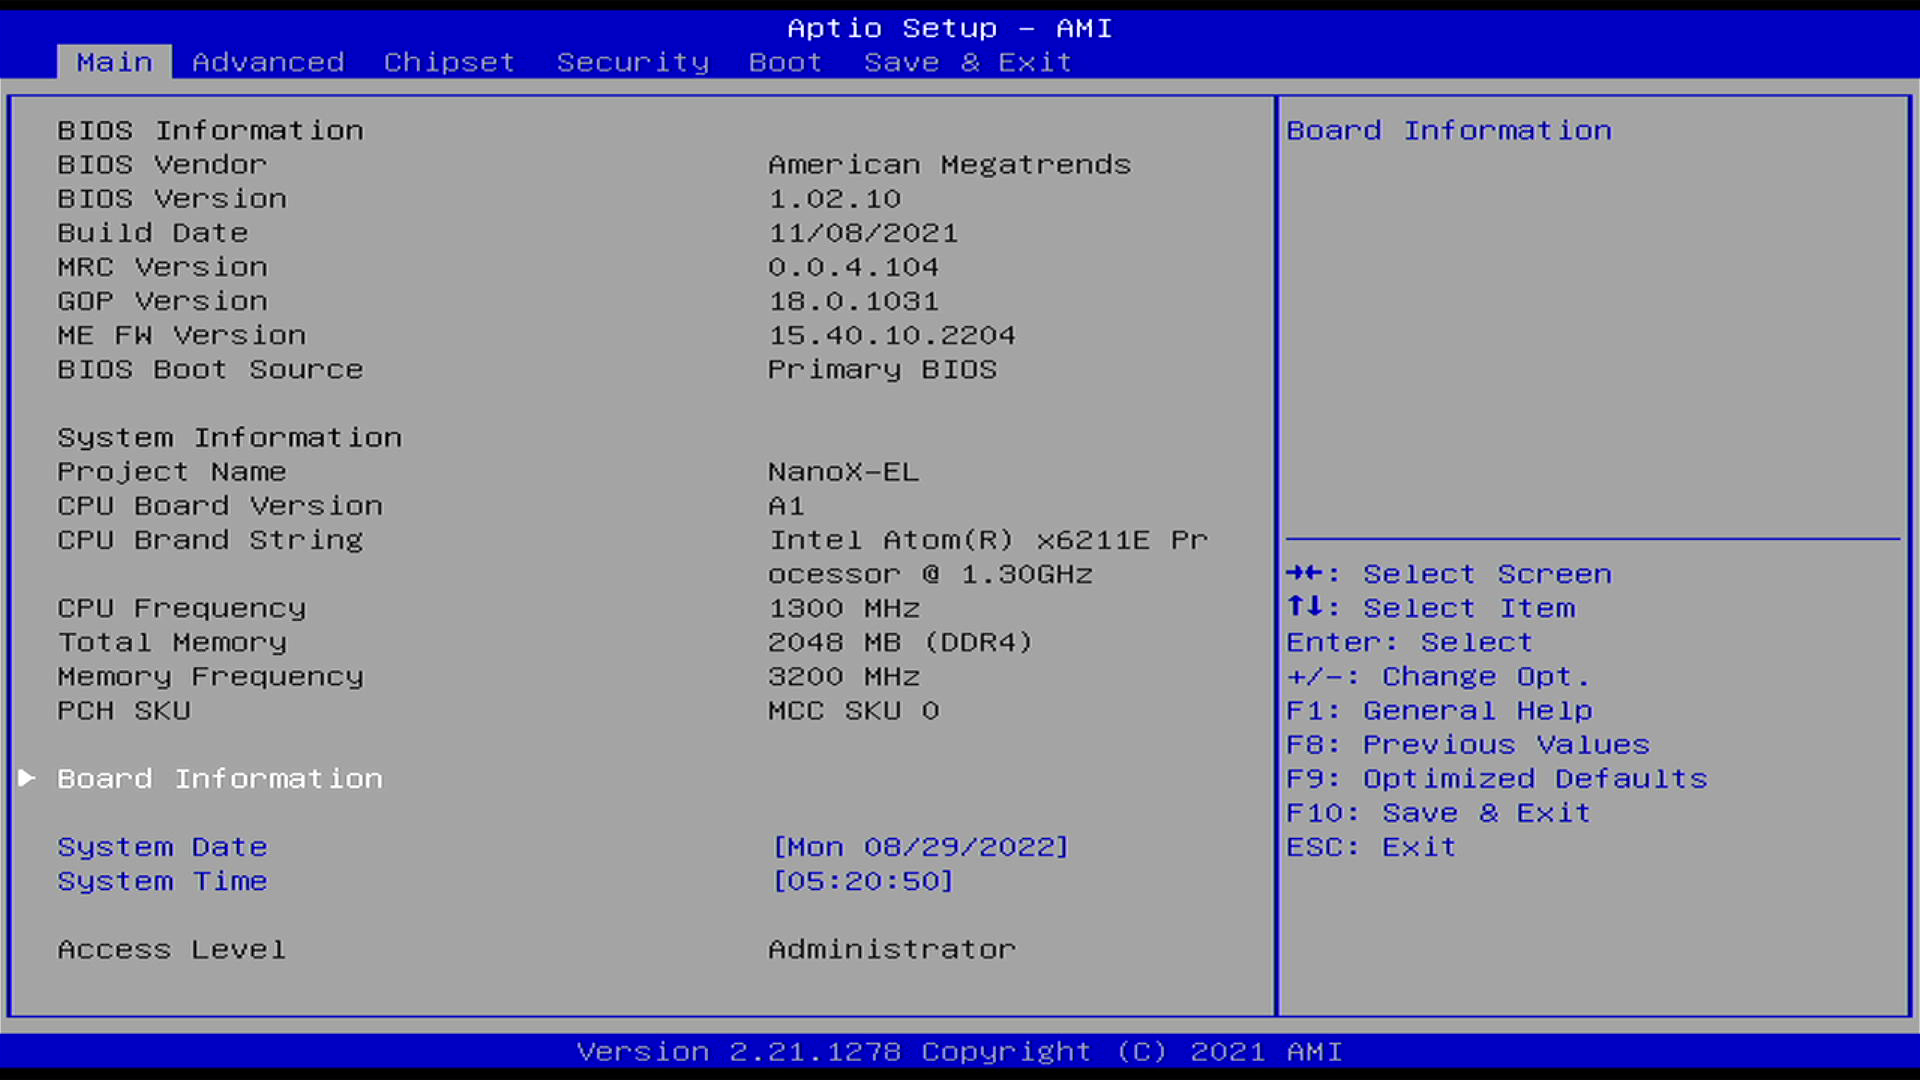 Aptio Setup – AMI
Main Advanced Chipset Security Boot Save & Exit
BIOS Information
BIOS Vendor American Megatrends
BIOS Version 1.02.10
Build Date 11/08/2021
MRC Version 0.0.4.104
GOP Version 18.0.1031
ME FW Version 15.40.10.2204
BIOS Boot Source Primary BIOS
System Information
Project Name NanoX-EL
CPU Board Version A1
CPU Brand String Intel Atom(R) x6211E Pr
ocessor @ 1.30GHz
CPU Frequency 1300 MHz
Total Memory 2048 MB (DDR4)
Memory Frequency 3200 MHz
PCH SKU MCC SKU 0
► Board Information
System Date [Mon 08/29/2022]
System Time [05:20:50]
Access Level Administrator
Board Information
→←: Select Screen
↑↓: Select Item
Enter: Select
+/-: Change Opt.
F1: General Help
F8: Previous Values
F9: Optimized Defaults
F10: Save & Exit
ESC: Exit
Version 2.21.1278 Copyright (C) 2021 AMI